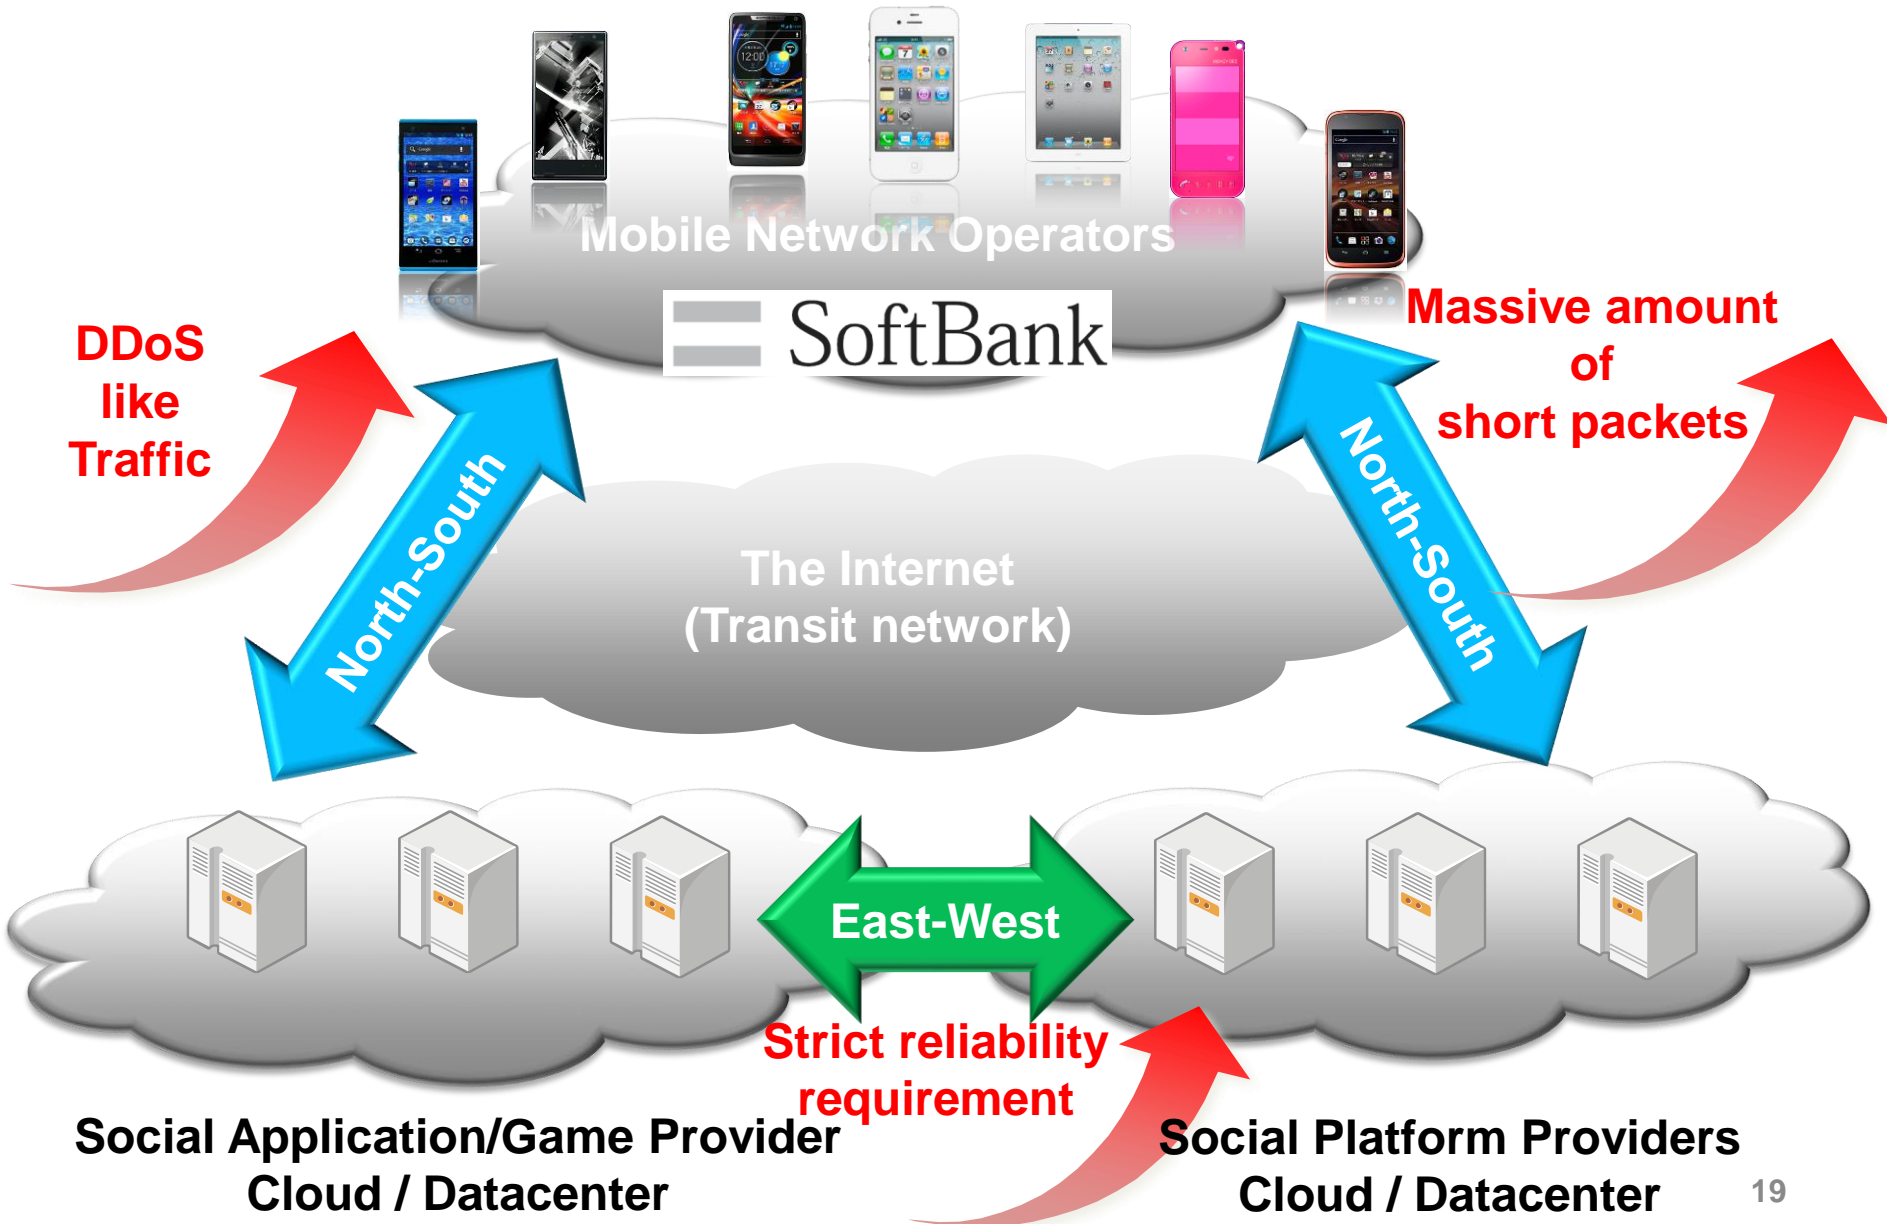 Mobile Network Operators
SoftBank
DDoS
like
Traffic
Massive amount
of
short packets
North-South
North-South
The Internet
(Transit network)
East-West
Strict reliability
requirement
Social Application/Game Provider
Cloud / Datacenter
Social Platform Providers
Cloud / Datacenter
19